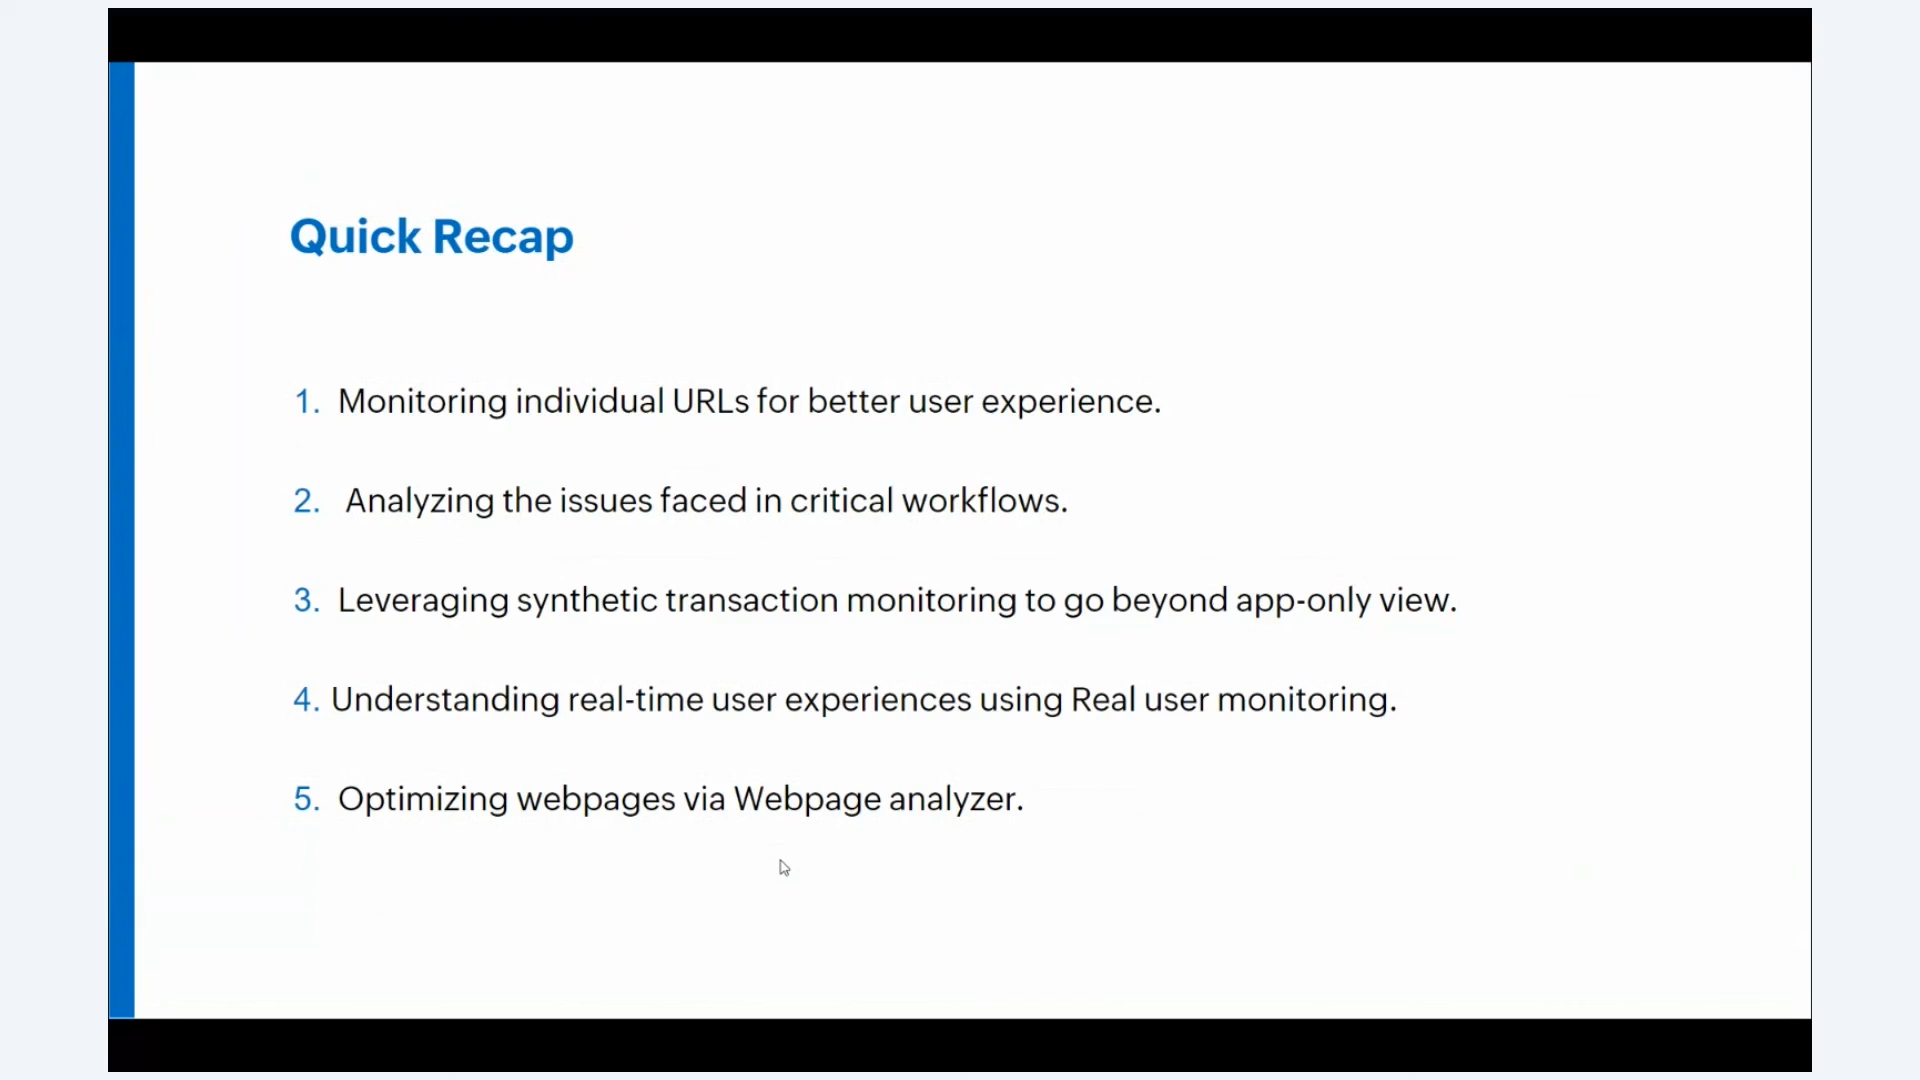 Quick Recap
1. Monitoring individual URLs for better user experience.
2. Analyzing the issues faced in critical workflows.
3. Leveraging synthetic transaction monitoring to go beyond app-only view.
4. Understanding real-time user experiences using Real user monitoring.
5. Optimizing webpages via Webpage analyzer.